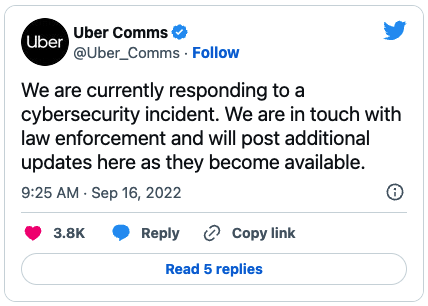 Uber
Uber Comms
@Uber_Comms · Follow
We are currently responding to a
cybersecurity incident. We are in touch with
law enforcement and will post additional
updates here as they become available.
9:25 AM · Sep 16, 2022
3.8K Reply Copy link
Read 5 replies